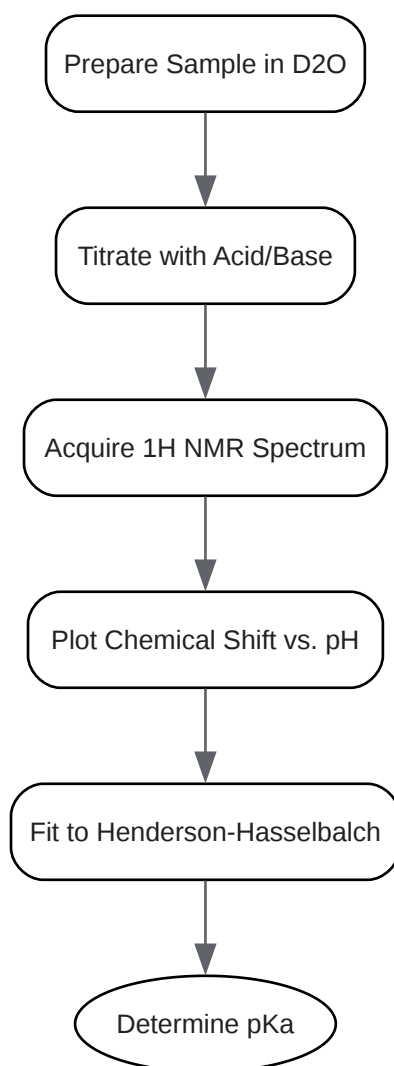 Prepare Sample in D2O
Titrate with Acid/Base
Acquire 1H NMR Spectrum
Plot Chemical Shift vs. pH
Fit to Henderson-Hasselbalch
Determine pKa